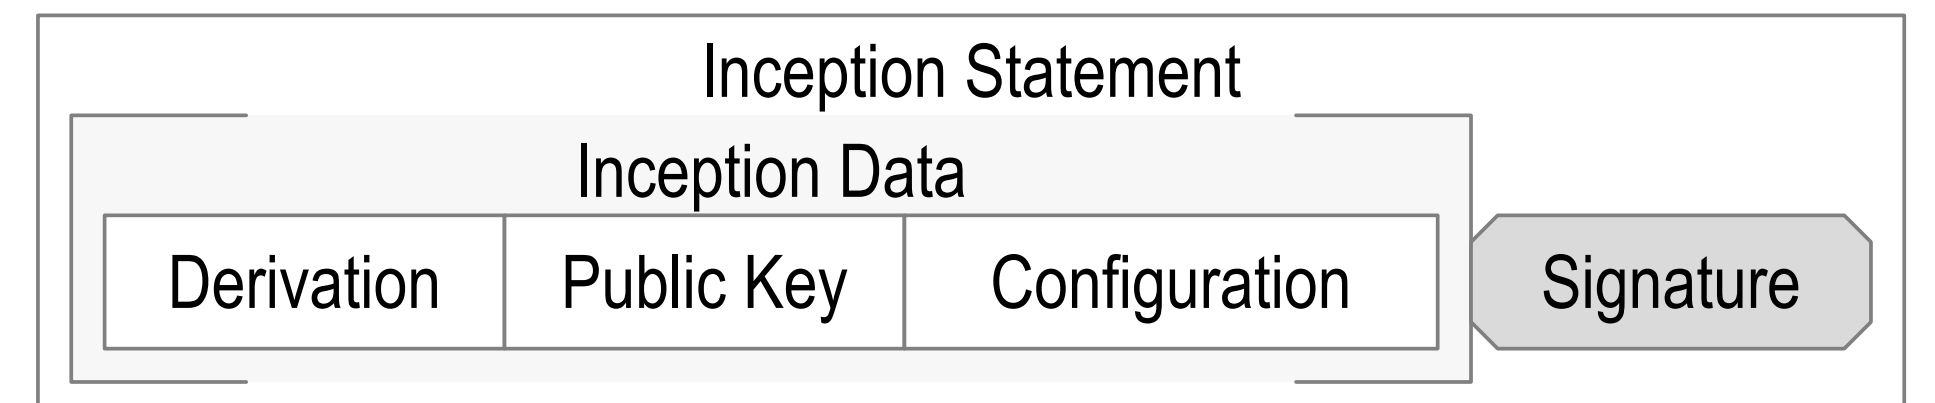 Inception Statement
Inception Data
Derivation Public Key Configuration Signature